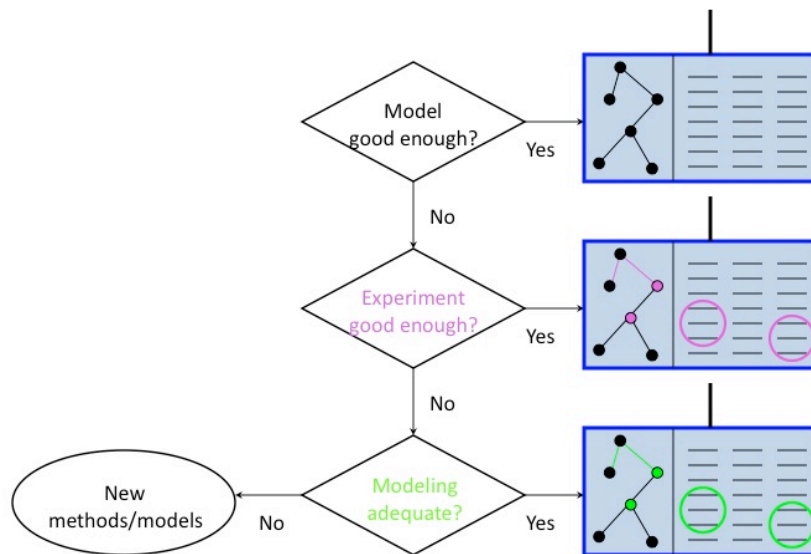 Model
good enough?
Yes
No
Experiment
good enough?
Yes
No
Modeling
adequate?
Yes
No
New
methods/models